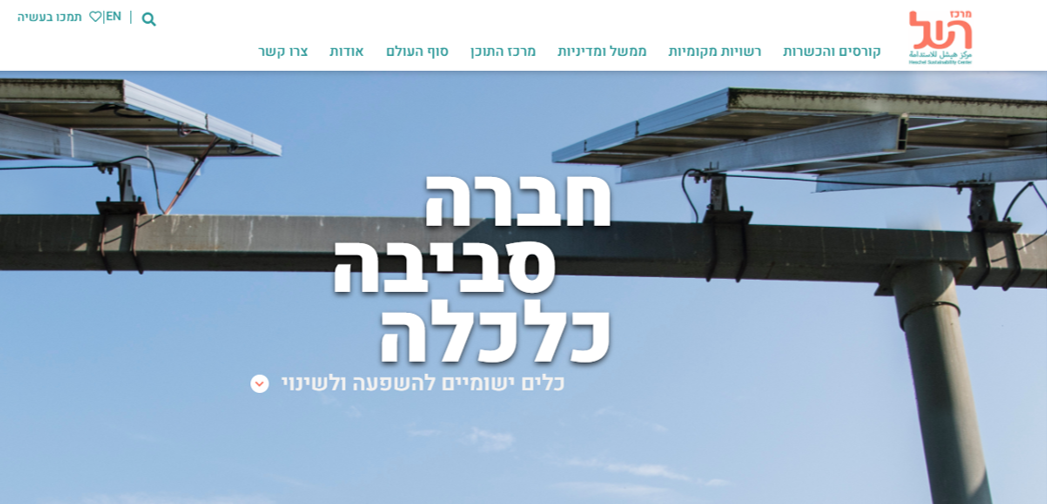 תמכו בעשיה
EN
מרכז
השל
مركز هيشل للاستدامة
Heschel Sustainability Center
קורסים והכשרות
רשויות מקומיות
ממשל ומדיניות
מרכז התוכן
סוף העולם
אודות
צרו קשר
חברה
סביבה
כלכלה
כלים ישומיים להשפעה ולשינוי